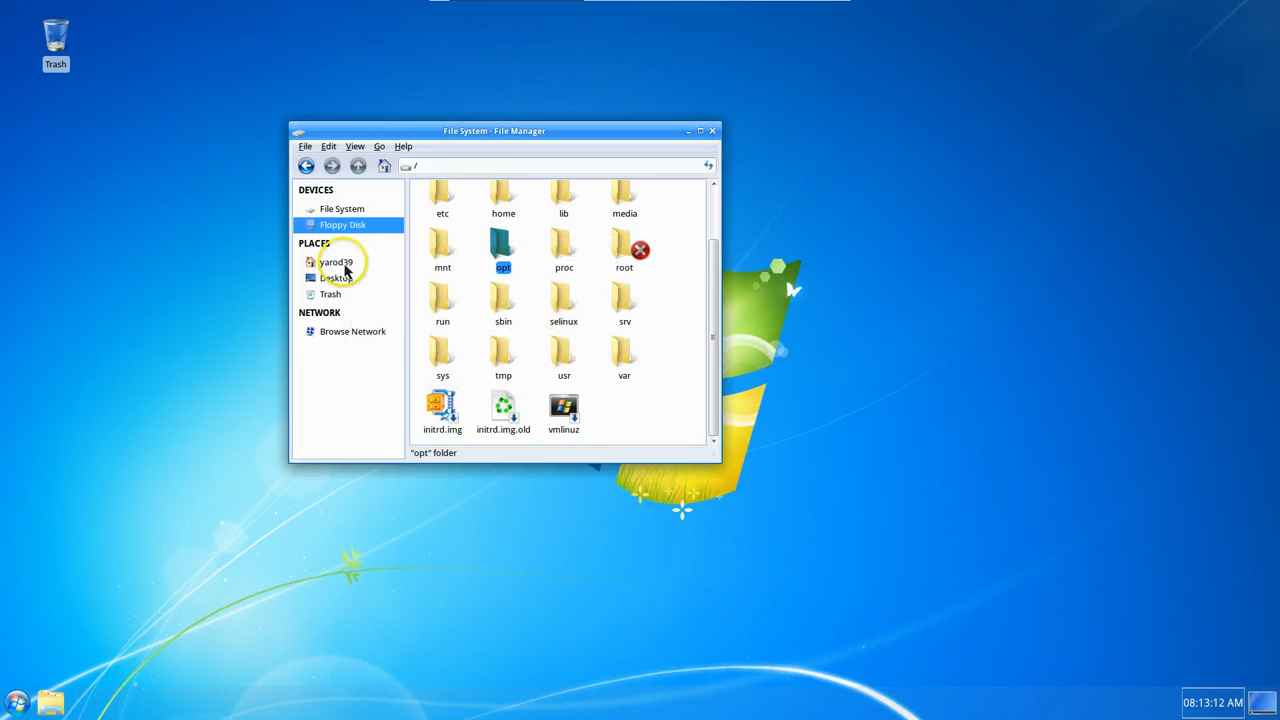 Trash
File System - File Manager
File Edit View Go Help
/
DEVICES
File System
Floppy Disk
PLACES
yarod39
Desktop
Trash
NETWORK
Browse Network
etc home lib media
mnt opt proc root
run sbin selinux srv
sys tmp usr var
initrd.img initrd.img.old vmlinuz
"opt" folder
08:13:12 AM